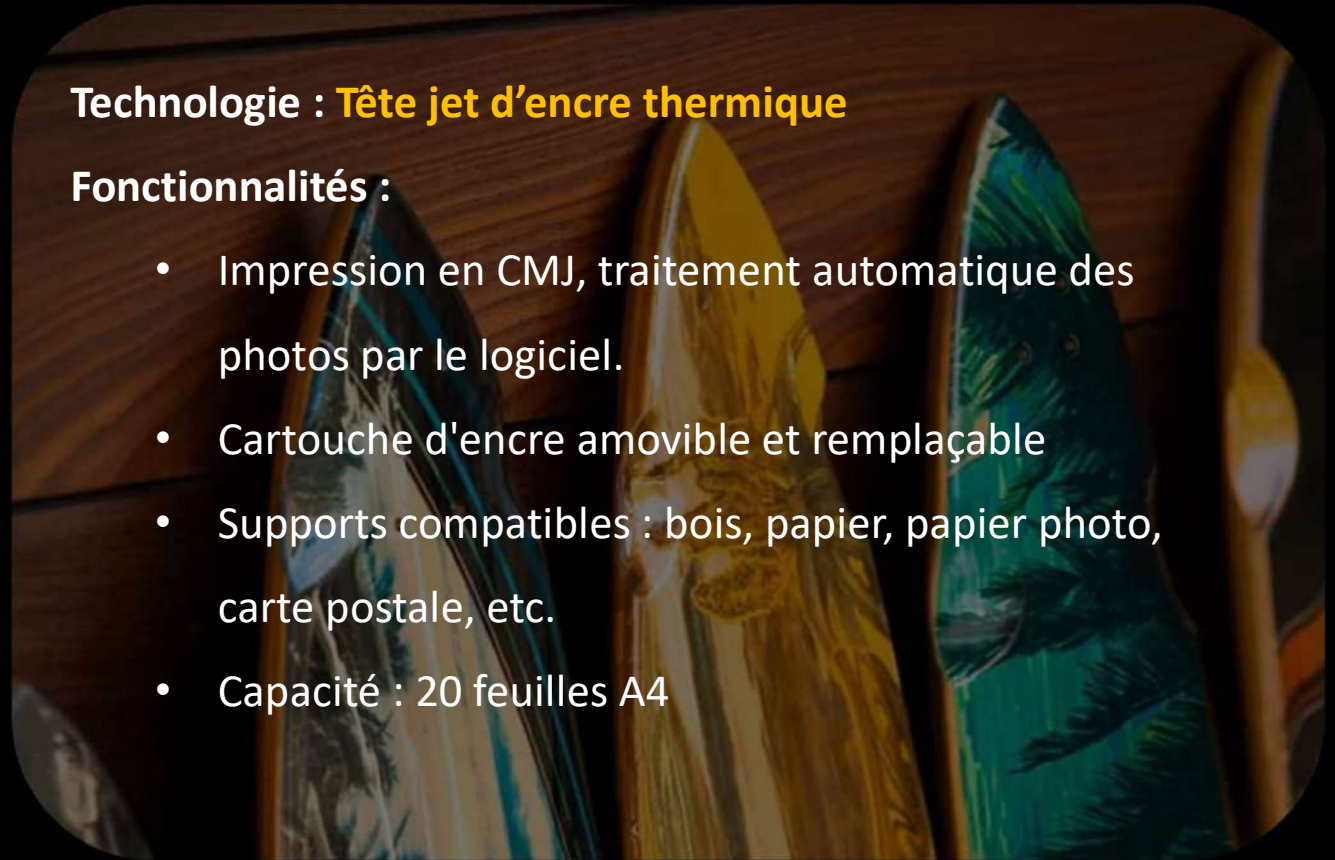 Technologie : Tête jet d’encre thermique
Fonctionnalités :
• Impression en CMJ, traitement automatique des
photos par le logiciel.
• Cartouche d'encre amovible et remplaçable
• Supports compatibles : bois, papier, papier photo,
carte postale, etc.
• Capacité : 20 feuilles A4